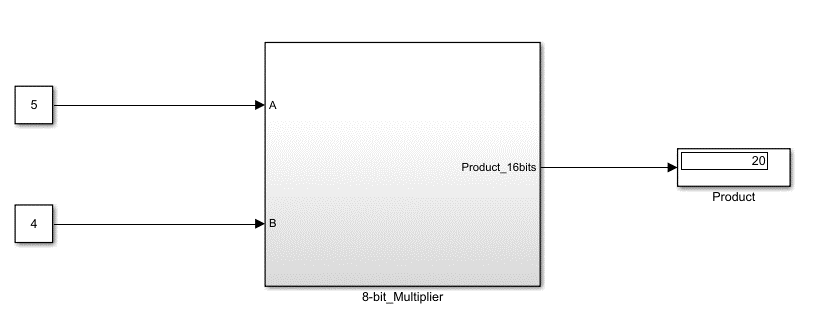 5
A
Product_16bits
20
Product
4
B
8-bit_Multiplier